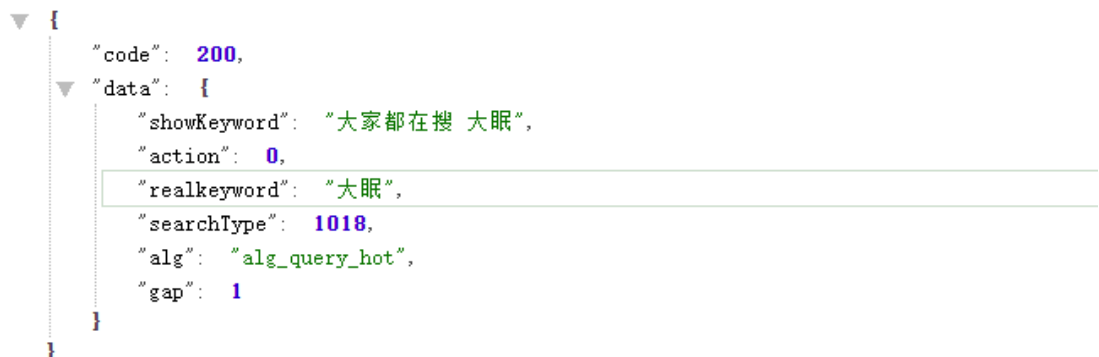 {
"code": 200,
"data": {
"showKeyword": "大家都在搜 大眠",
"action": 0,
"realkeyword": "大眠",
"searchType": 1018,
"alg": "alg_query_hot",
"gap": 1
}
}